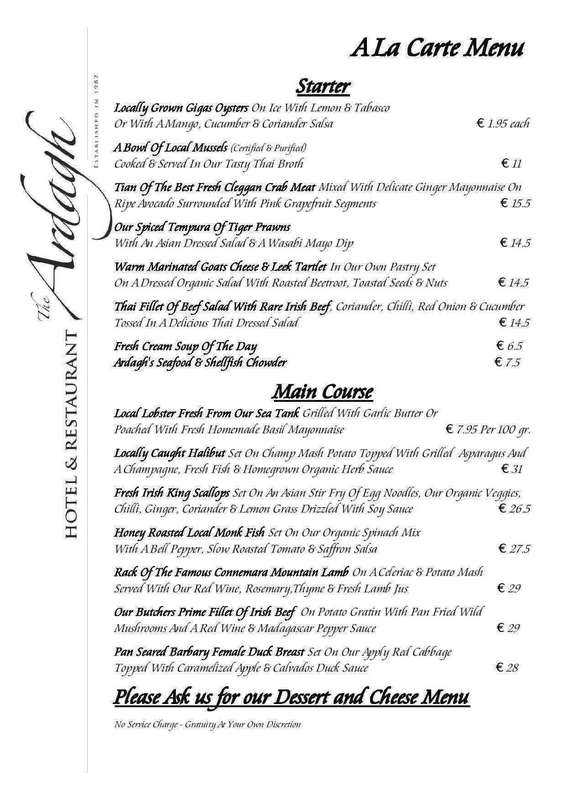 A La Carte Menu
The Ardagh
HOTEL & RESTAURANT
ESTABLISHED IN 1982
Starter
Locally Grown Gigas Oysters On Ice With Lemon & Tabasco
Or With A Mango, Cucumber & Coriander Salsa € 1.95 each
A Bowl Of Local Mussels (Certified & Purified)
Cooked & Served In Our Tasty Thai Broth € 11
Tian Of The Best Fresh Cleggan Crab Meat Mixed With Delicate Ginger Mayonnaise On
Ripe Avocado Surrounded With Pink Grapefruit Segments € 15.5
Our Spiced Tempura Of Tiger Prawns
With An Asian Dressed Salad & A Wasabi Mayo Dip € 14.5
Warm Marinated Goats Cheese & Leek Tartlet In Our Own Pastry Set
On A Dressed Organic Salad With Roasted Beetroot, Toasted Seeds & Nuts € 14.5
Thai Fillet Of Beef Salad With Rare Irish Beef, Coriander, Chilli, Red Onion & Cucumber
Tossed In A Delicious Thai Dressed Salad € 14.5
Fresh Cream Soup Of The Day € 6.5
Ardagh's Seafood & Shellfish Chowder € 7.5
Main Course
Local Lobster Fresh From Our Sea Tank Grilled With Garlic Butter Or
Poached With Fresh Homemade Basil Mayonnaise € 7.95 Per 100 gr.
Locally Caught Halibut Set On Champ Mash Potato Topped With Grilled Asparagus And
A Champagne, Fresh Fish & Homegrown Organic Herb Sauce € 31
Fresh Irish King Scallops Set On An Asian Stir Fry Of Egg Noodles, Our Organic Veggies,
Chilli, Ginger, Coriander & Lemon Grass Drizzled With Soy Sauce € 26.5
Honey Roasted Local Monk Fish Set On Our Organic Spinach Mix
With A Bell Pepper, Slow Roasted Tomato & Saffron Salsa € 27.5
Rack Of The Famous Connemara Mountain Lamb On A Celeriac & Potato Mash
Served With Our Red Wine, Rosemary,Thyme & Fresh Lamb Jus € 29
Our Butchers Prime Fillet Of Irish Beef On Potato Gratin With Pan Fried Wild
Mushrooms And A Red Wine & Madagascar Pepper Sauce € 29
Pan Seared Barbary Female Duck Breast Set On Our Apply Red Cabbage
Topped With Caramelized Apple & Calvados Duck Sauce € 28
Please Ask us for our Dessert and Cheese Menu
No Service Charge - Gratuity At Your Own Discretion